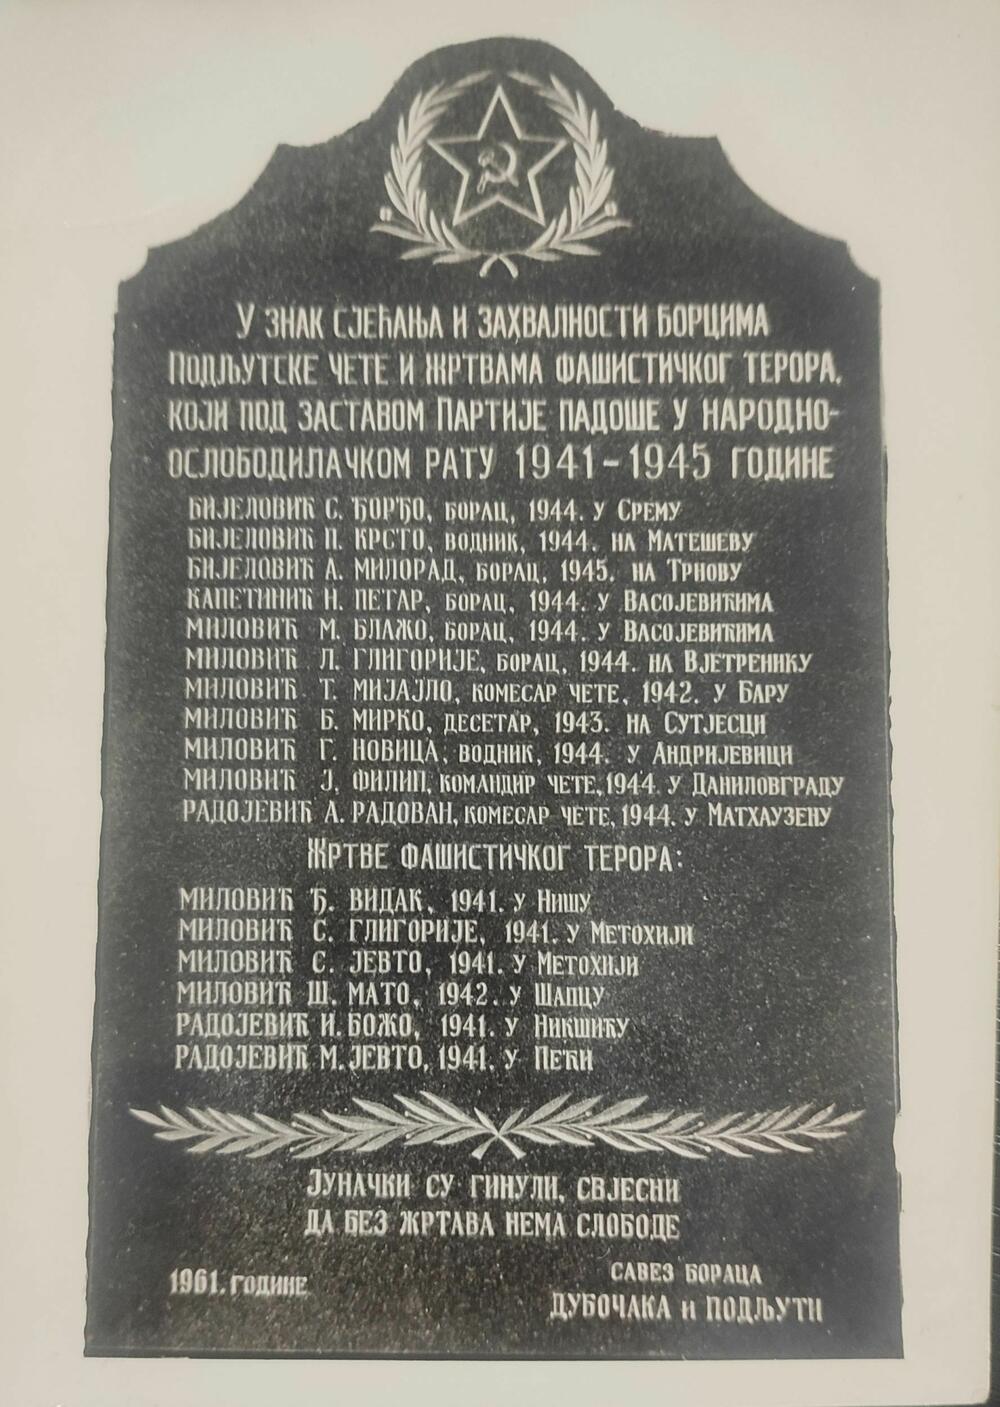 У ЗНАК СЈЕЋАЊА И ЗАХВАЛНОСТИ БОРЦИМА
ПОДЉУТСКЕ ЧЕТЕ И ЖРТВАМА ФАШИСТИЧКОГ ТЕРОРА,
КОЈИ ПОД ЗАСТАВОМ ПАРТИЈЕ ПАДОШЕ У НАРОДНО-
ОСЛОБОДИЛАЧКОМ РАТУ 1941-1945 ГОДИНЕ
БИЈЕЛОВИЋ С. ЂОРЂО, БОРАЦ, 1944. У СРЕМУ
БИЈЕЛОВИЋ П. КРСТО, ВОДНИК, 1944. НА МАТЕШЕВУ
БИЈЕЛОВИЋ А. МИЛОРАД, БОРАЦ, 1945. НА ТРНОВУ
КАПЕТИНИЋ Н. ПЕТАР, БОРАЦ, 1944. У ВАСОЈЕВИЋИМА
МИЛОВИЋ М. БЛАЖО, БОРАЦ, 1944. У ВАСОЈЕВИЋИМА
МИЛОВИЋ Л. ГЛИГОРИЈЕ, БОРАЦ, 1944. НА ВЈЕТРЕНИКУ
МИЛОВИЋ Т. МИЈАЈЛО, КОМЕСАР ЧЕТЕ, 1942. У БАРУ
МИЛОВИЋ Б. МИРКО, ДЕСЕТАР, 1943. НА СУТЈЕСЦИ
МИЛОВИЋ Г. НОВИЦА, ВОДНИК, 1944. У АНДРИЈЕВИЦИ
МИЛОВИЋ Ј. ФИЛИП, КОМАНДИР ЧЕТЕ, 1944. У ДАНИЛОВГРАДУ
РАДОЈЕВИЋ А. РАДОВАН, КОМЕСАР ЧЕТЕ, 1944. У МАТХАУЗЕНУ
ЖРТВЕ ФАШИСТИЧКОГ ТЕРОРА:
МИЛОВИЋ Ђ. ВИДАК, 1941. У НИШУ
МИЛОВИЋ С. ГЛИГОРИЈЕ, 1941. У МЕТОХИЈИ
МИЛОВИЋ С. ЈЕВТО, 1941. У МЕТОХИЈИ
МИЛОВИЋ Ш. МАТО, 1942. У ШАПЦУ
РАДОЈЕВИЋ И. БОЖО, 1941. У НИКШИЋУ
РАДОЈЕВИЋ М. ЈЕВТО, 1941. У ПЕЋИ
ЈУНАЧКИ СУ ГИНУЛИ, СВЈЕСНИ
ДА БЕЗ ЖРТАВА НЕМА СЛОБОДЕ
1961. ГОДИНЕ
САВЕЗ БОРАЦА
ДУБОЧАКА И ПОДЉУТИ